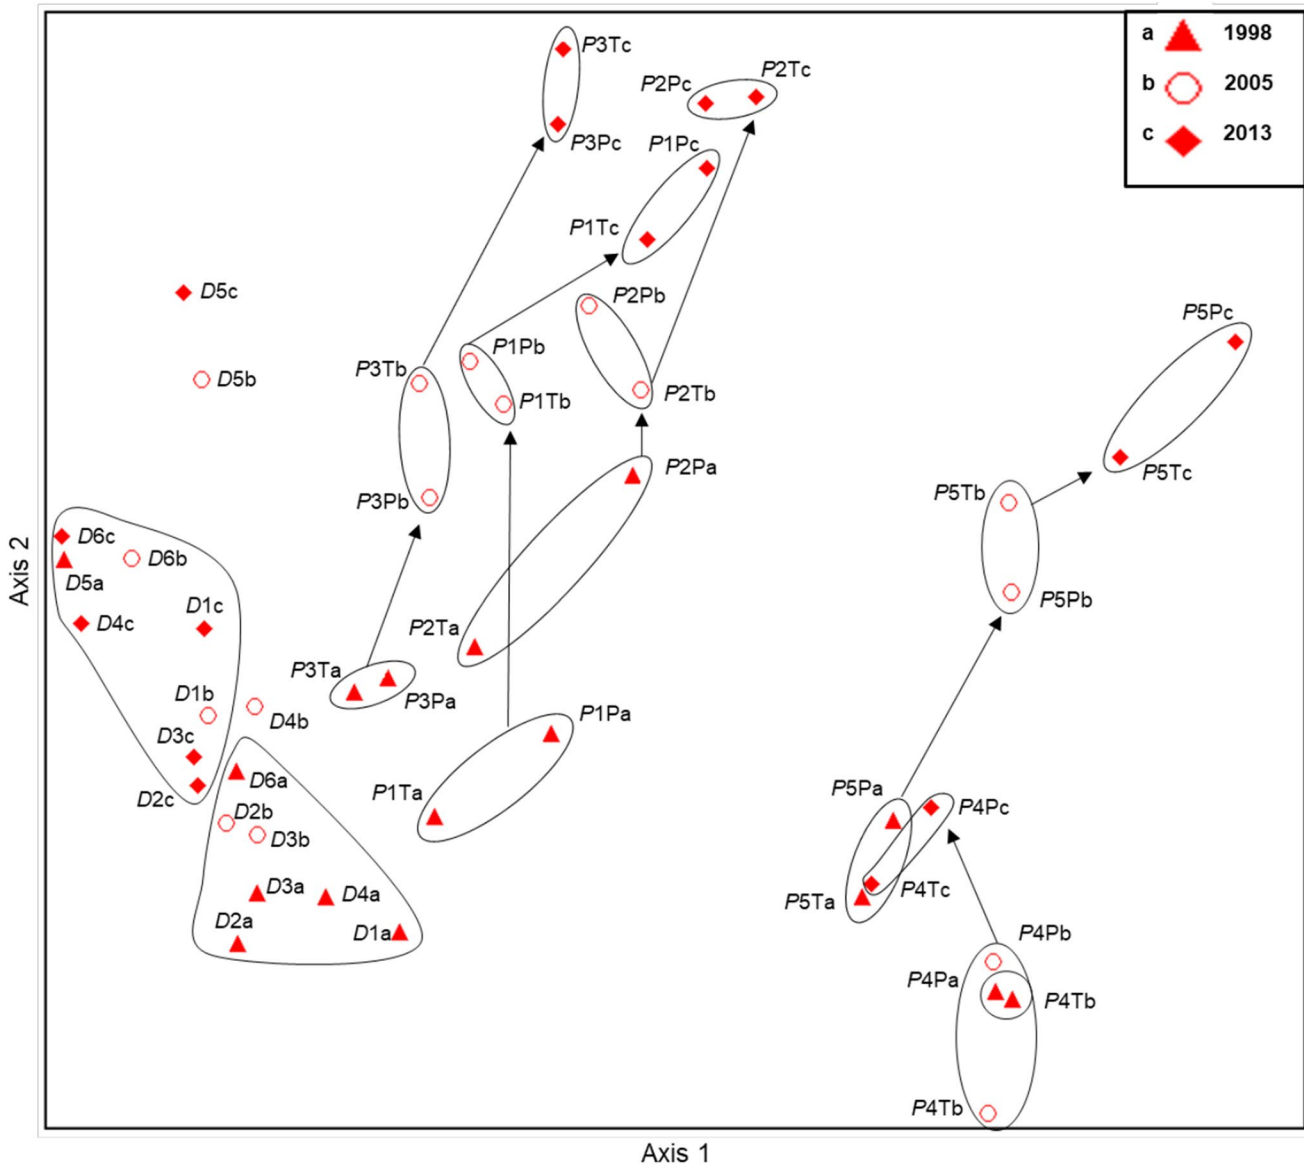 a 1998
b 2005
c 2013
P3Tc
P2Tc
P2Pc
P3Pc
P1Pc
P1Tc
D5c
P2Pb
P5Pc
P1Pb
P3Tb
D5b
P2Tb
P1Tb
P2Pa
P5Tc
P5Tb
P3Pb
D6c
D6b
D5a
P5Pb
D1c
D4c
P2Ta
P3Ta
P3Pa
D1b
D4b
P1Pa
D3c
D6a
P5Pa
P1Ta
D2c
P4Pc
D2b
D3b
D3a
P4Tc
D4a
P5Ta
D2a
D1a
P4Pb
P4Pa
P4Tb
P4Tb
Axis 2
Axis 1